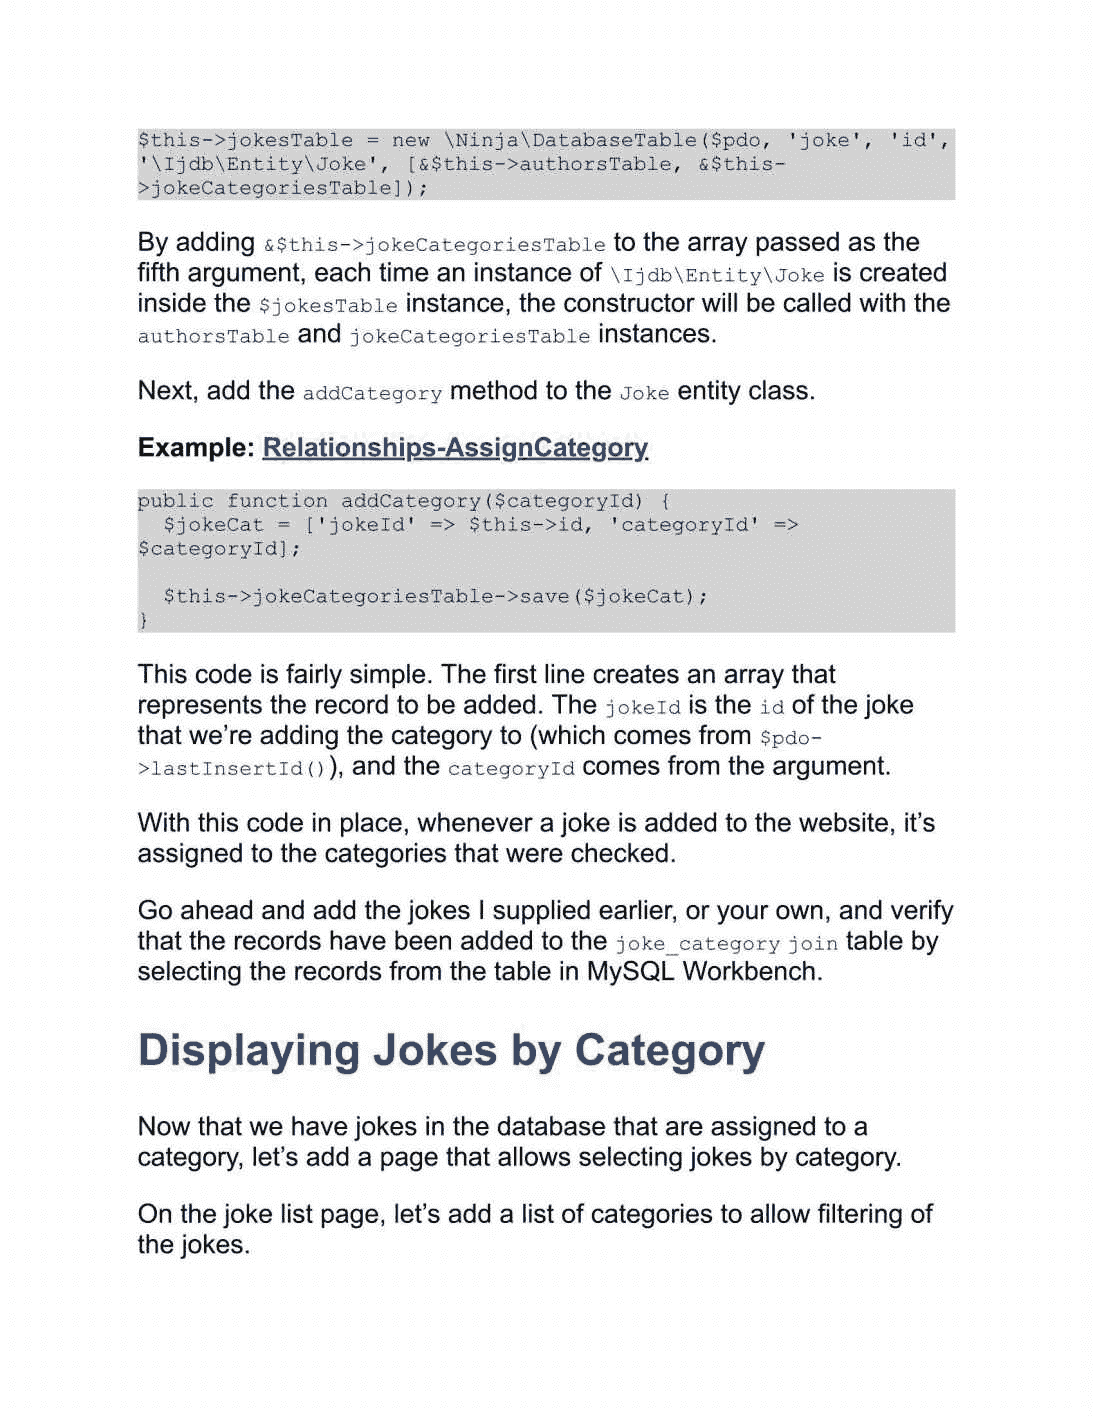 $this->jokesTable = new \Ninja\DatabaseTable($pdo, 'joke', 'id',
'\Ijdb\Entity\Joke', [&$this->authorsTable, &$this-
>jokeCategoriesTable]);
By adding &$this->jokeCategoriesTable to the array passed as the
fifth argument, each time an instance of \Ijdb\Entity\Joke is created
inside the $jokesTable instance, the constructor will be called with the
authorsTable and jokeCategoriesTable instances.
Next, add the addCategory method to the Joke entity class.
Example: Relationships-AssignCategory
public function addCategory($categoryId) {
  $jokeCat = ['jokeId' => $this->id, 'categoryId' =>
$categoryId];
  $this->jokeCategoriesTable->save($jokeCat);
}
This code is fairly simple. The first line creates an array that
represents the record to be added. The jokeId is the id of the joke
that we’re adding the category to (which comes from $pdo-
>lastInsertId()), and the categoryId comes from the argument.
With this code in place, whenever a joke is added to the website, it’s
assigned to the categories that were checked.
Go ahead and add the jokes I supplied earlier, or your own, and verify
that the records have been added to the joke_category join table by
selecting the records from the table in MySQL Workbench.
Displaying Jokes by Category
Now that we have jokes in the database that are assigned to a
category, let’s add a page that allows selecting jokes by category.
On the joke list page, let’s add a list of categories to allow filtering of
the jokes.